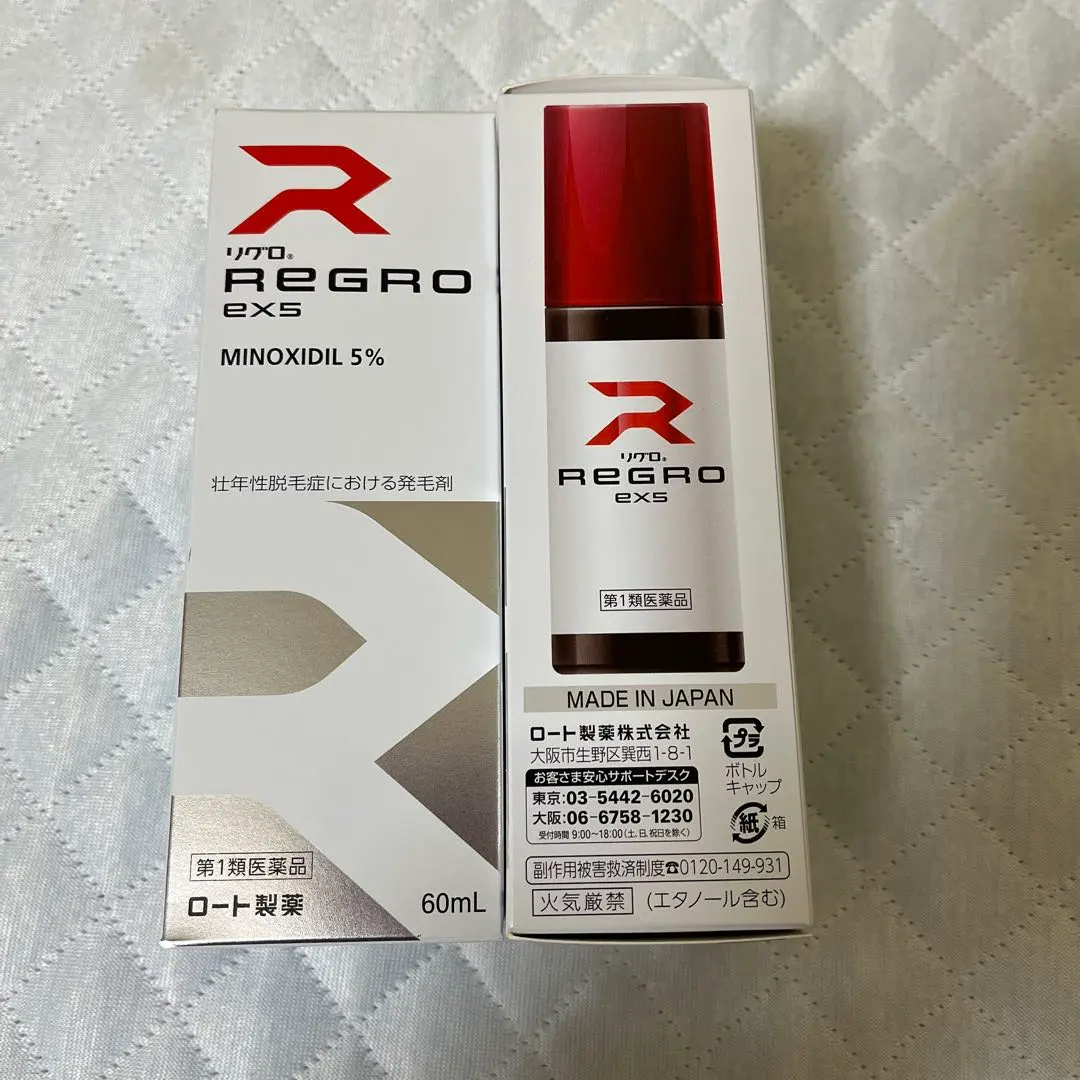 リグロ®
ReGRO
ex5
MINOXIDIL 5%
壮年性脱毛症における発毛剤
第1類医薬品
ロート製薬
60mL
リグロ®
ReGRO
ex5
第1類医薬品
MADE IN JAPAN
ロート製薬株式会社
大阪市生野区巽西1-8-1
お客さま安心サポートデスク
東京:03-5442-6020
大阪:06-6758-1230
受付時間 9:00~18:00(土、日、祝日を除く)
プラ
ボトル
キャップ
紙 箱
副作用被害救済制度☎0120-149-931
火気厳禁 (エタノール含む)